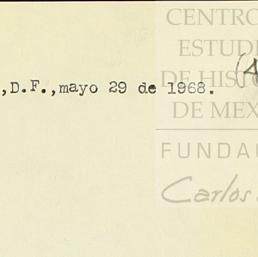 CENTRO
ESTUD
DE HIS
DE MEX
(A
,D.F.,mayo 29 de 1968.
FUNDA
Carlos